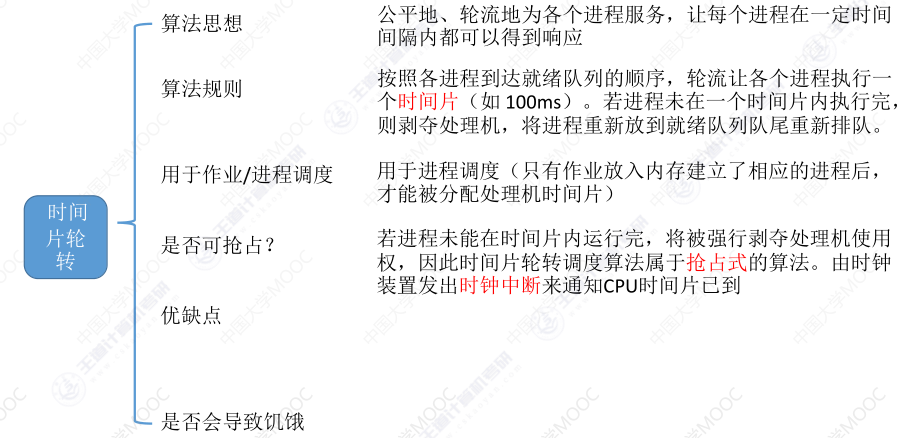 算法思想
公平地、轮流地为各个进程服务，让每个进程在一定时间
间隔内都可以得到响应
算法规则
按照各进程到达就绪队列的顺序，轮流让各个进程执行一
个时间片（如 100ms）。若进程未在一个时间片内执行完，
则剥夺处理机，将进程重新放到就绪队列队尾重新排队。
用于作业/进程调度
用于进程调度（只有作业放入内存建立了相应的进程后，
才能被分配处理机时间片）
时间
片轮
转
是否可抢占？
若进程未能在时间片内运行完，将被强行剥夺处理机使用
权，因此时间片轮转调度算法属于抢占式的算法。由时钟
装置发出时钟中断来通知CPU时间片已到
优缺点
是否会导致饥饿
中国大学MOOC
王道计算机考研